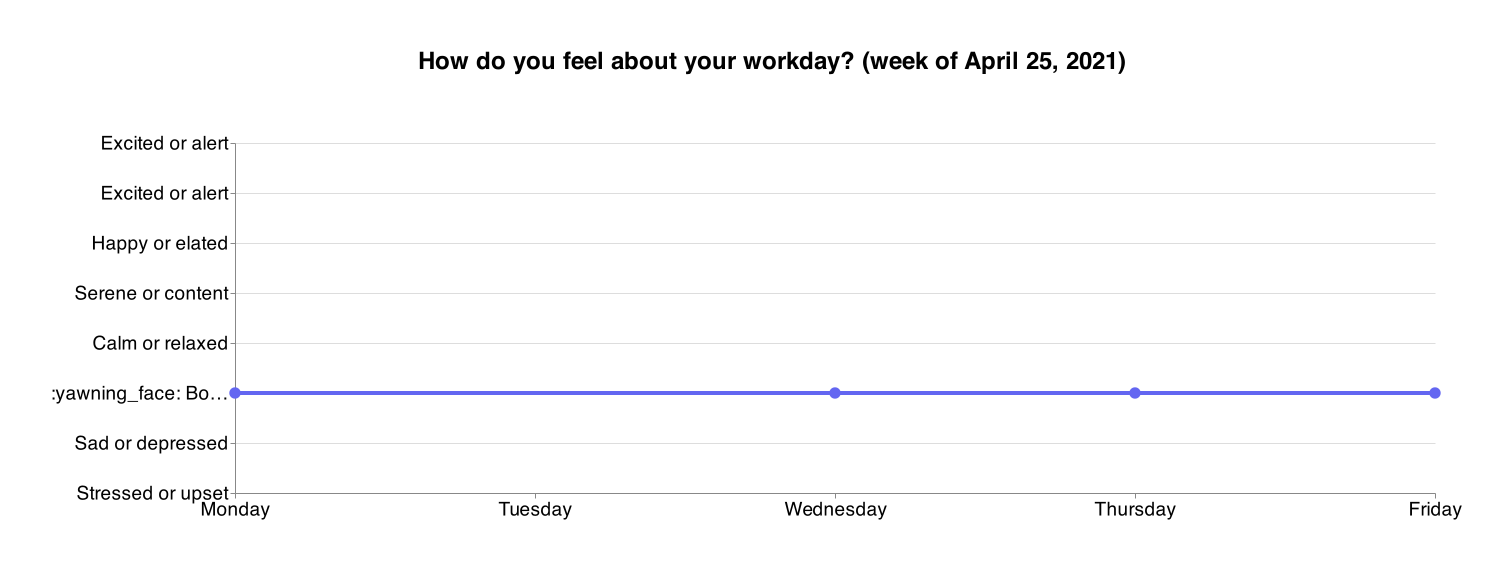 How do you feel about your workday? (week of April 25, 2021)
Excited or alert
Excited or alert
Happy or elated
Serene or content
Calm or relaxed
:yawning_face: Bo…
Sad or depressed
Stressed or upset
Monday Tuesday Wednesday Thursday Friday